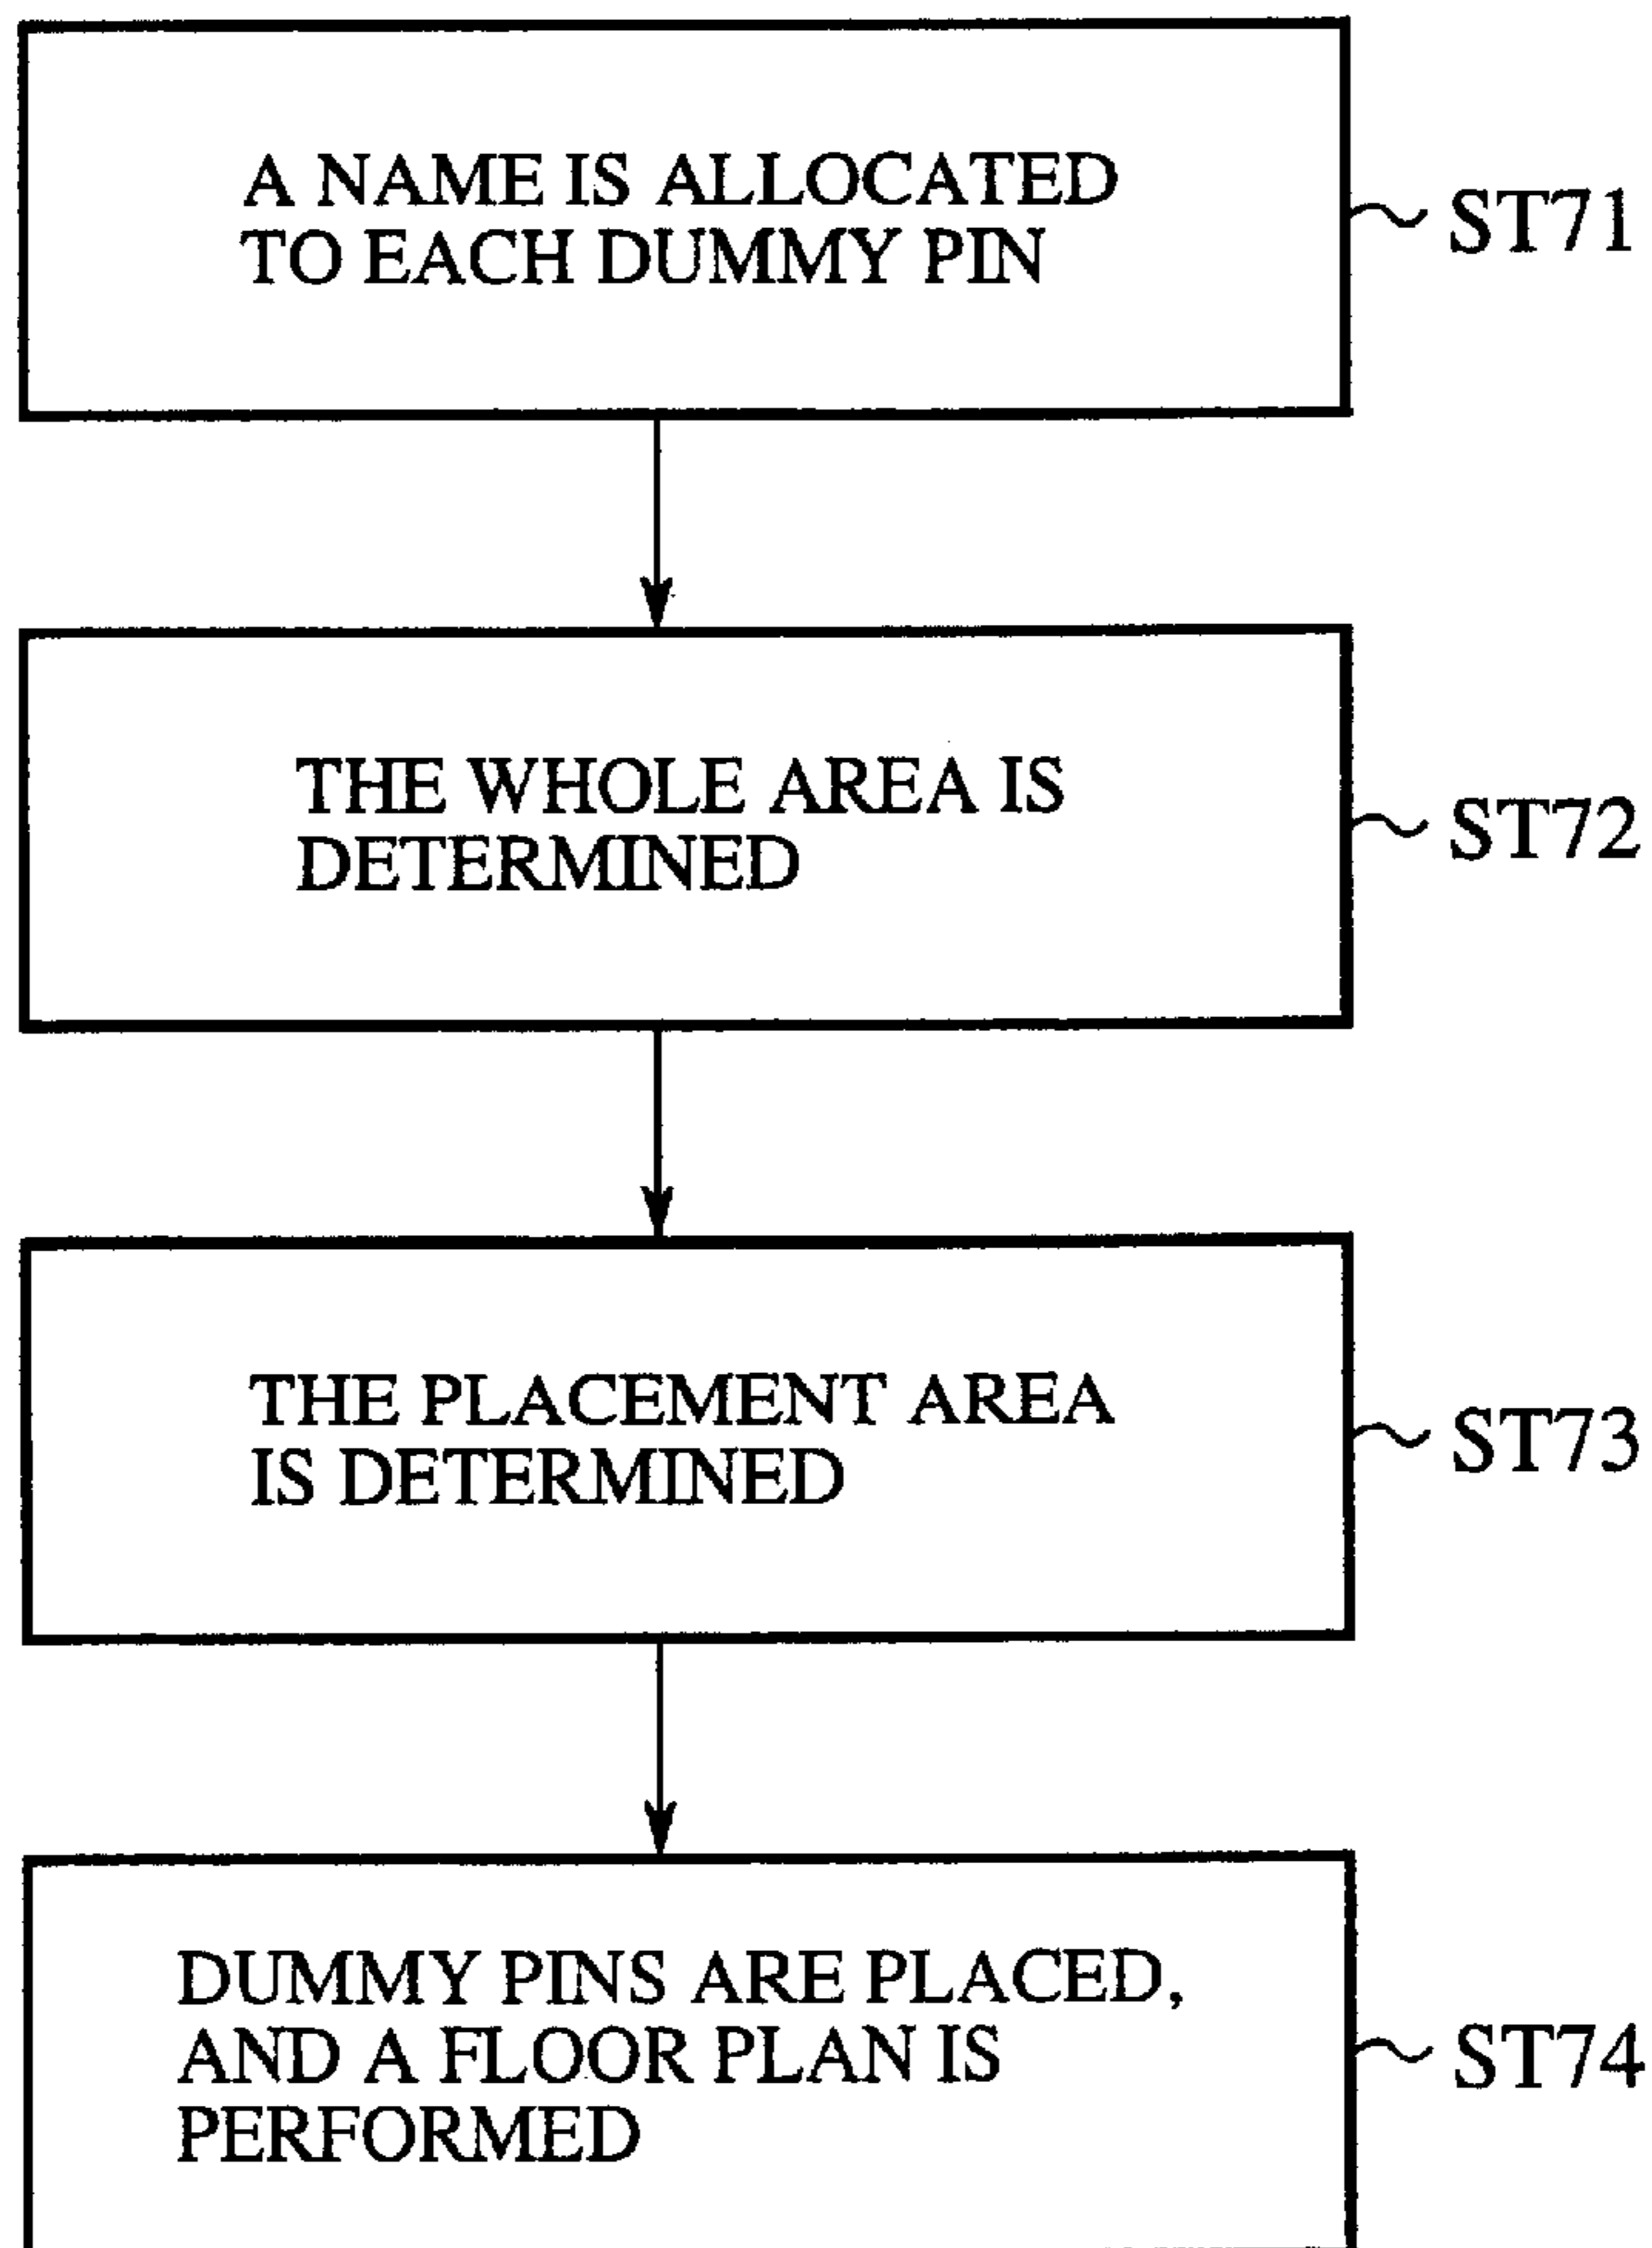 A NAME IS ALLOCATED
TO EACH DUMMY PIN
ST71
THE WHOLE AREA IS
DETERMINED
ST72
THE PLACEMENT AREA
IS DETERMINED
ST73
DUMMY PINS ARE PLACED,
AND A FLOOR PLAN IS
PERFORMED
ST74